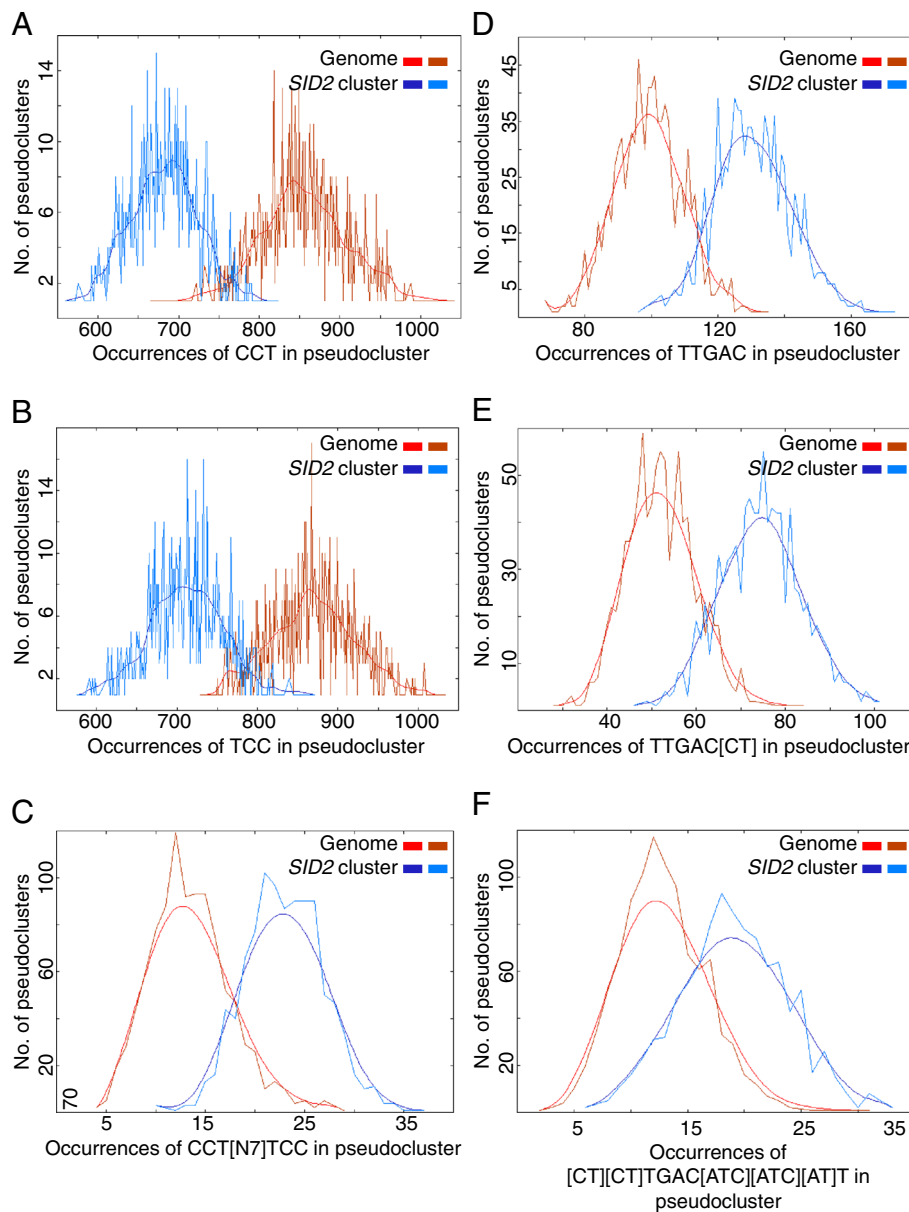 A
Genome
SID2 cluster
No. of pseudoclusters
14
10
6
2
600 700 800 900 1000
Occurrences of CCT in pseudocluster
B
Genome
SID2 cluster
No. of pseudoclusters
14
10
6
2
600 700 800 900 1000
Occurrences of TCC in pseudocluster
C
Genome
SID2 cluster
No. of pseudoclusters
100
60
20
70
5 15 25 35
Occurrences of CCT[N7]TCC in pseudocluster
D
Genome
SID2 cluster
No. of pseudoclusters
45
35
25
15
5
80 120 160
Occurrences of TTGAC in pseudocluster
E
Genome
SID2 cluster
No. of pseudoclusters
50
30
10
40 60 80 100
Occurrences of TTGAC[CT] in pseudocluster
F
Genome
SID2 cluster
No. of pseudoclusters
100
60
20
5 15 25 35
Occurrences of
[CT][CT]TGAC[ATC][ATC][AT]T in
pseudocluster